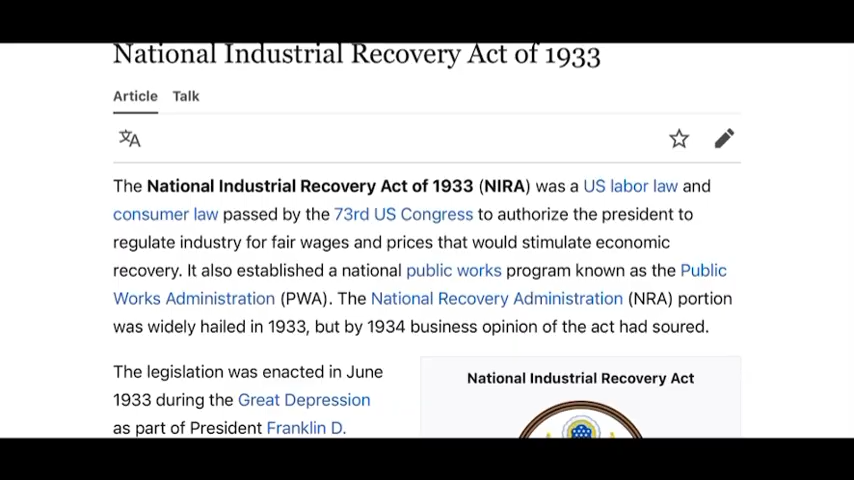 National Industrial Recovery Act of 1933
Article Talk
The National Industrial Recovery Act of 1933 (NIRA) was a US labor law and
consumer law passed by the 73rd US Congress to authorize the president to
regulate industry for fair wages and prices that would stimulate economic
recovery. It also established a national public works program known as the Public
Works Administration (PWA). The National Recovery Administration (NRA) portion
was widely hailed in 1933, but by 1934 business opinion of the act had soured.
The legislation was enacted in June
1933 during the Great Depression
as part of President Franklin D.
National Industrial Recovery Act